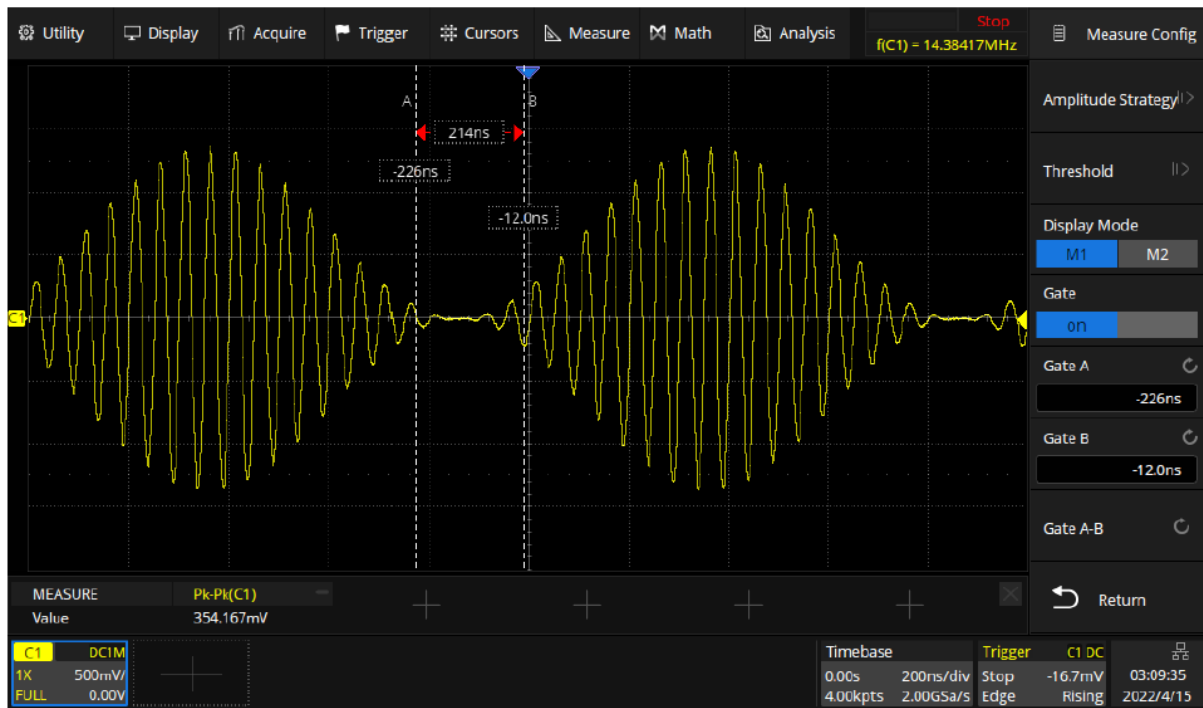 Utility Display Acquire Trigger Cursors Measure Math Analysis
Stop
f(C1) = 14.38417MHz
Measure Config
Amplitude Strategy
Threshold
Display Mode
M1 M2
Gate
on
Gate A
-226ns
Gate B
-12.0ns
Gate A-B
Return
A B
214ns
-226ns
-12.0ns
C1
MEASURE Pk-Pk(C1)
Value 354.167mV
C1 DC1M
1X 500mV/
FULL 0.00V
Timebase
0.00s 200ns/div
4.00kpts 2.00GSa/s
Trigger C1 DC
Stop -16.7mV
Edge Rising
03:09:35
2022/4/15